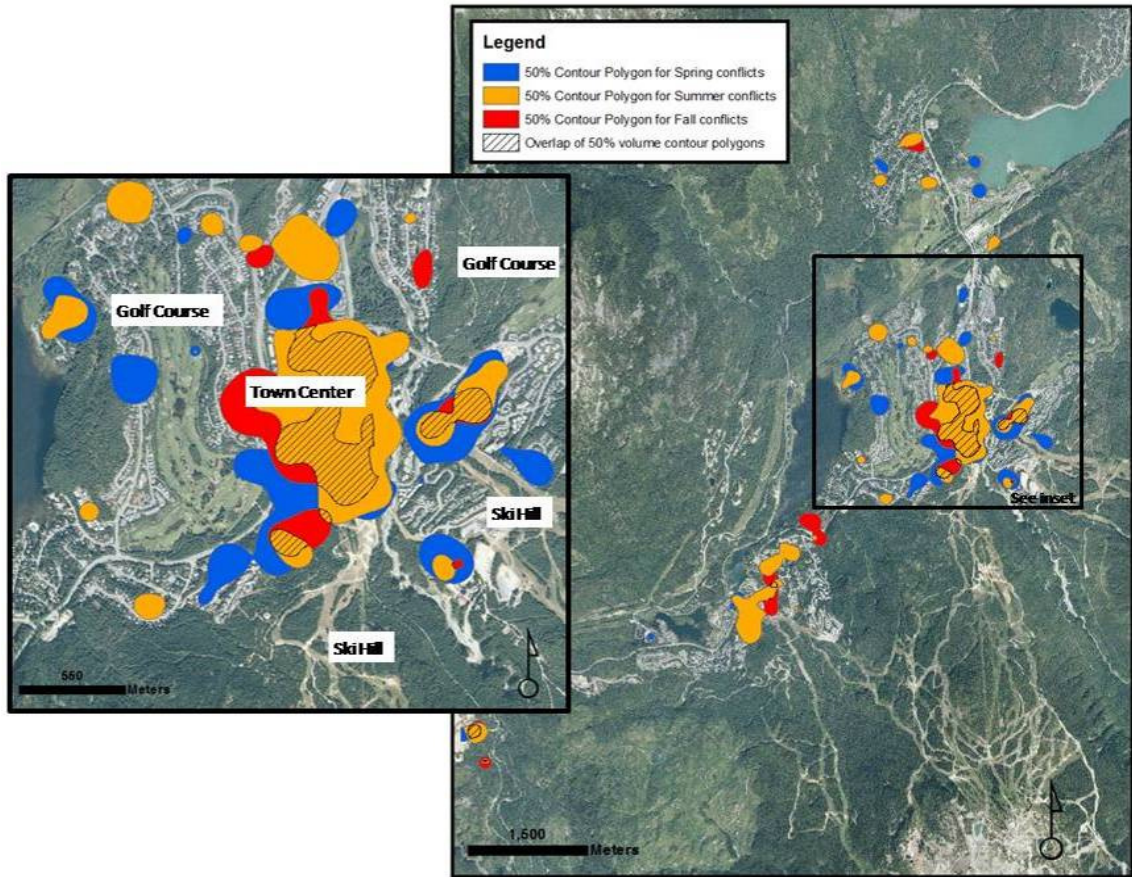 Legend
50% Contour Polygon for Spring conflicts
50% Contour Polygon for Summer conflicts
50% Contour Polygon for Fall conflicts
Overlap of 50% volume contour polygons
Golf Course
Golf Course
Town Center
Ski Hill
Ski Hill
550
Meters
See inset
1,500
Meters